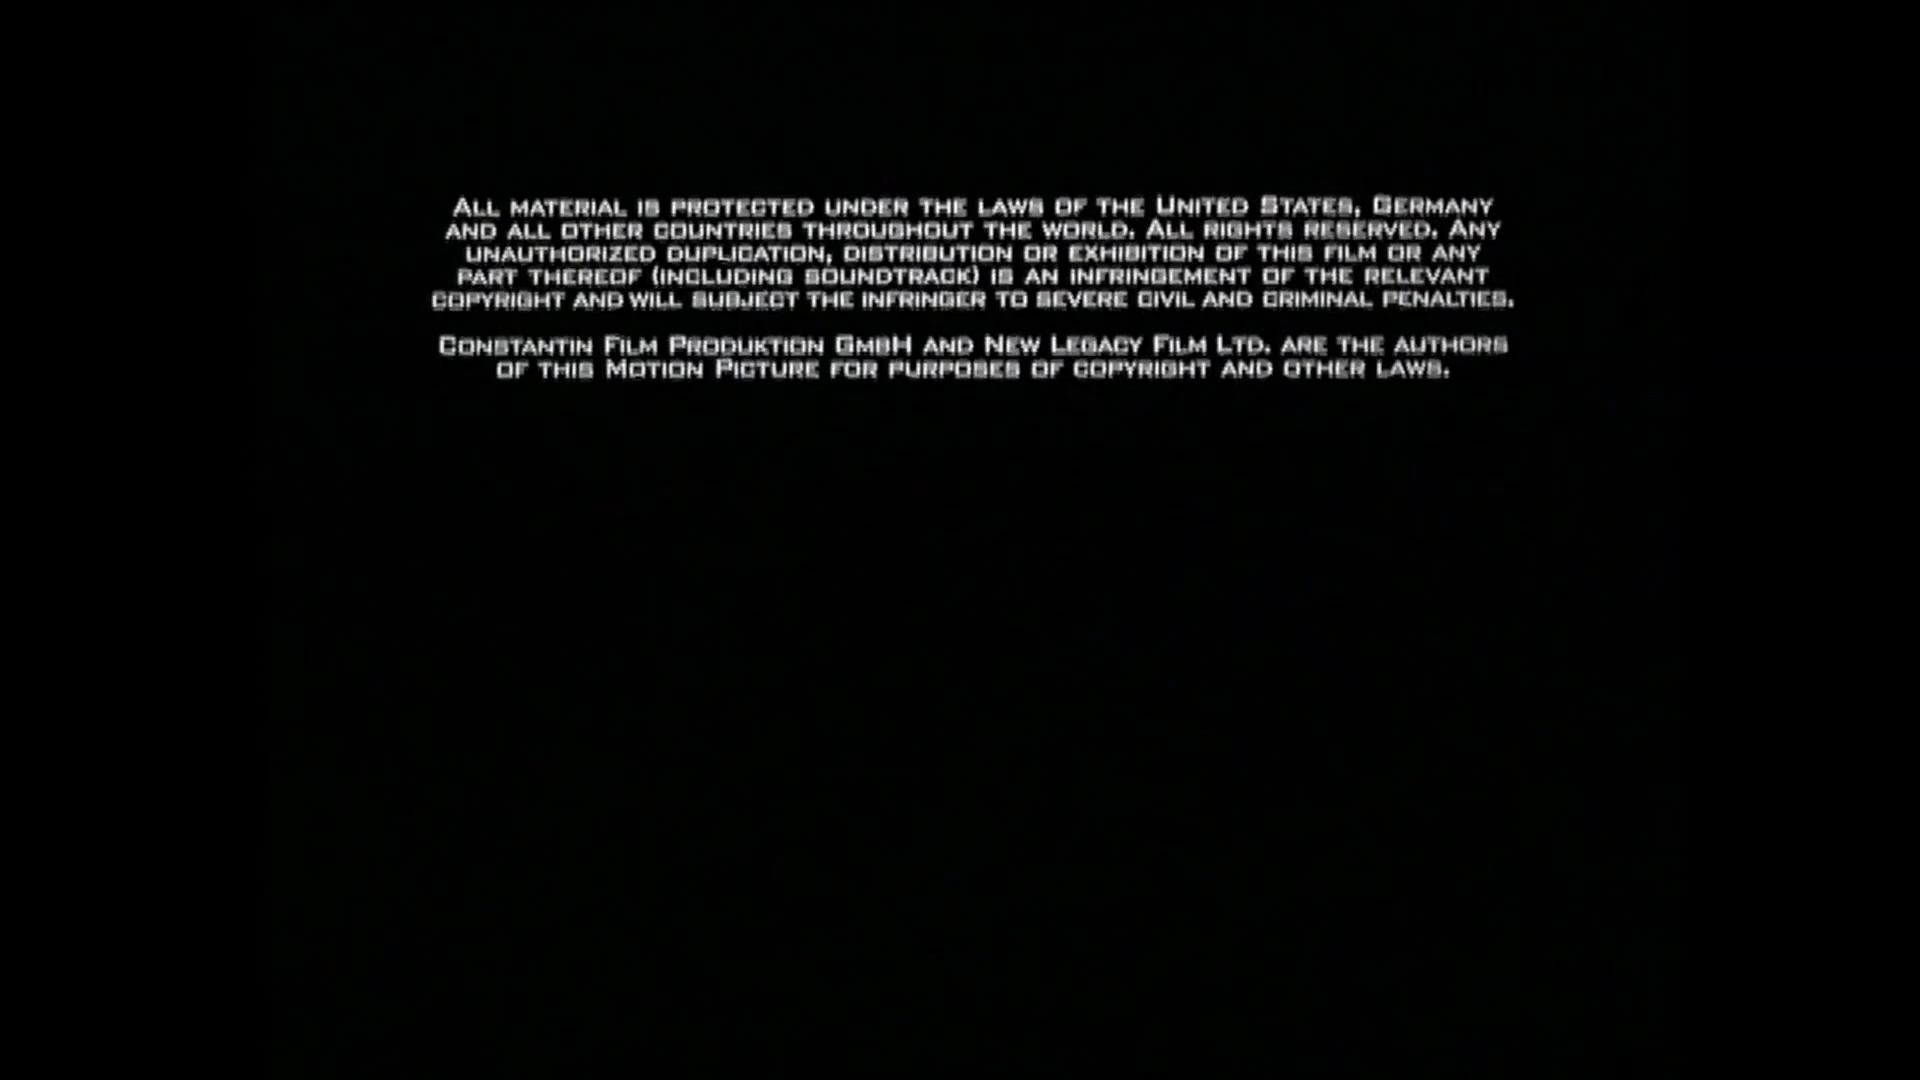 All material is protected under the laws of the United States, Germany
and all other countries throughout the world. All rights reserved. Any
unauthorized duplication, distribution or exhibition of this film or any
part thereof (including soundtrack) is an infringement of the relevant
copyright and will subject the infringer to severe civil and criminal penalties.
Constantin Film Produktion GmbH and New Legacy Film Ltd. are the authors
of this Motion Picture for purposes of copyright and other laws.